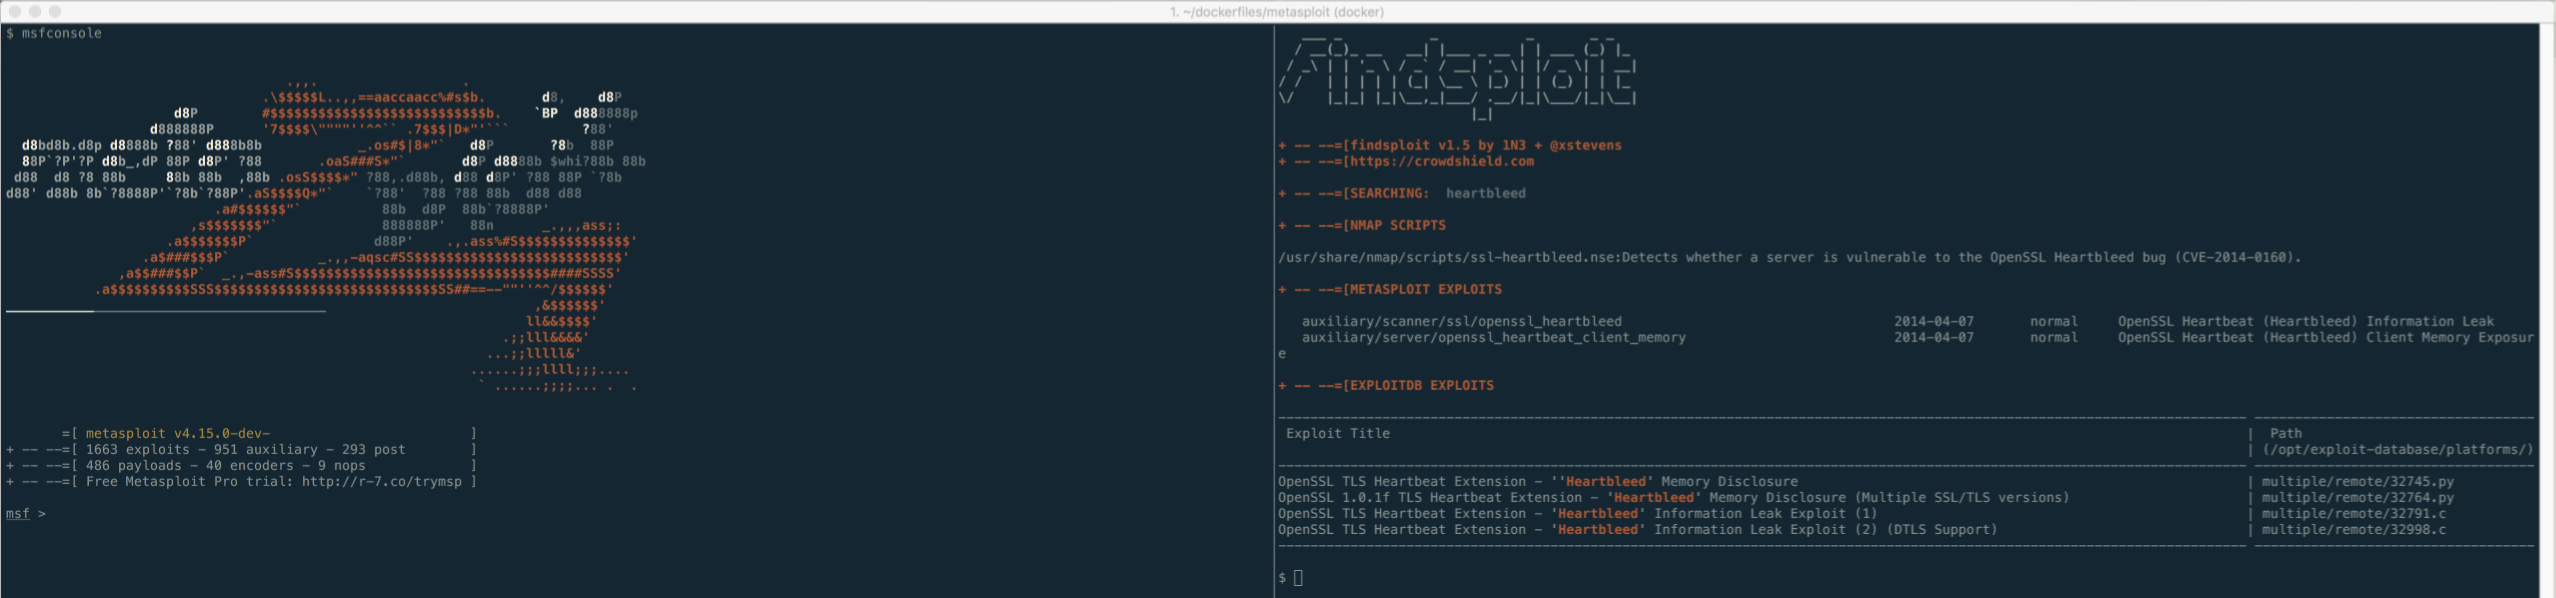 1. ~/dockerfiles/metasploit (docker)
$ msfconsole
=[ metasploit v4.15.0-dev- ]
+ -- --=[ 1663 exploits - 951 auxiliary - 293 post ]
+ -- --=[ 486 payloads - 40 encoders - 9 nops ]
+ -- --=[ Free Metasploit Pro trial: http://r-7.co/trymsp ]
msf >
findsploit
+ -- --=[findsploit v1.5 by 1N3 + @xstevens
+ -- --=[https://crowdshield.com
+ -- --=[SEARCHING: heartbleed
+ -- --=[NMAP SCRIPTS
/usr/share/nmap/scripts/ssl-heartbleed.nse:Detects whether a server is vulnerable to the OpenSSL Heartbleed bug (CVE-2014-0160).
+ -- --=[METASPLOIT EXPLOITS
auxiliary/scanner/ssl/openssl_heartbleed 2014-04-07 normal OpenSSL Heartbeat (Heartbleed) Information Leak
auxiliary/server/openssl_heartbeat_client_memory 2014-04-07 normal OpenSSL Heartbeat (Heartbleed) Client Memory Exposur
e
+ -- --=[EXPLOITDB EXPLOITS
Exploit Title | Path
| (/opt/exploit-database/platforms/)
OpenSSL TLS Heartbeat Extension - ''Heartbleed' Memory Disclosure | multiple/remote/32745.py
OpenSSL 1.0.1f TLS Heartbeat Extension - 'Heartbleed' Memory Disclosure (Multiple SSL/TLS versions) | multiple/remote/32764.py
OpenSSL TLS Heartbeat Extension - 'Heartbleed' Information Leak Exploit (1) | multiple/remote/32791.c
OpenSSL TLS Heartbeat Extension - 'Heartbleed' Information Leak Exploit (2) (DTLS Support) | multiple/remote/32998.c
$